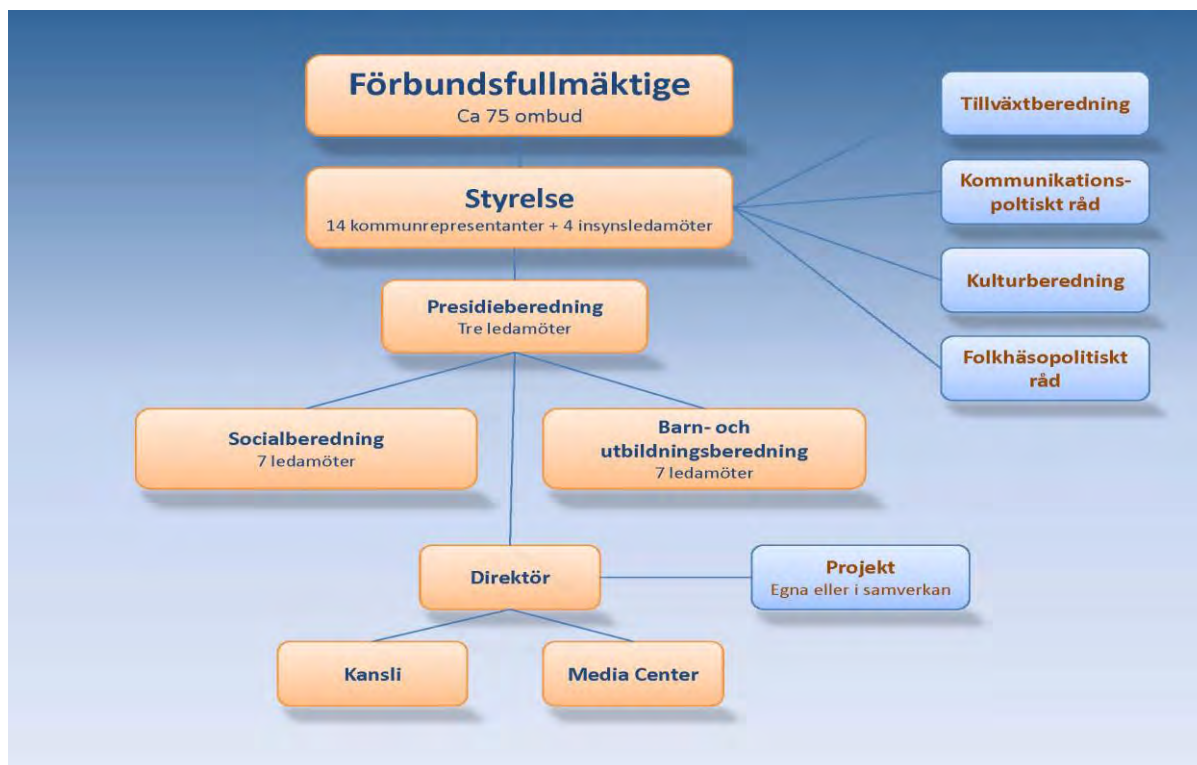 Förbundsfullmäktige
Ca 75 ombud
Styrelse
14 kommunrepresentanter + 4 insynsledamöter
Presidieberedning
Tre ledamöter
Socialberedning
7 ledamöter
Barn- och
utbildningsberedning
7 ledamöter
Direktör
Projekt
Egna eller i samverkan
Kansli
Media Center
Tillväxtberedning
Kommunikations-
poltiskt råd
Kulturberedning
Folkhäsopolitiskt
råd